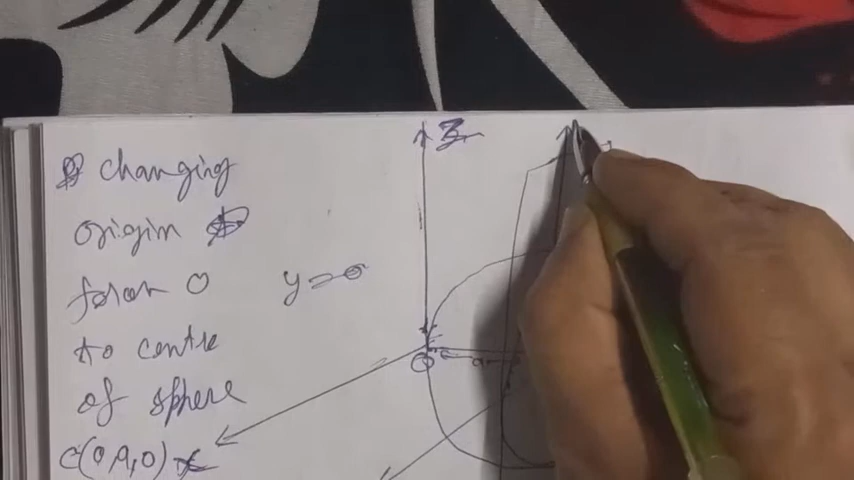 changing
origin
from O
y=0
to centre
of sphere
C(0,a,0)
Z
O
a
x